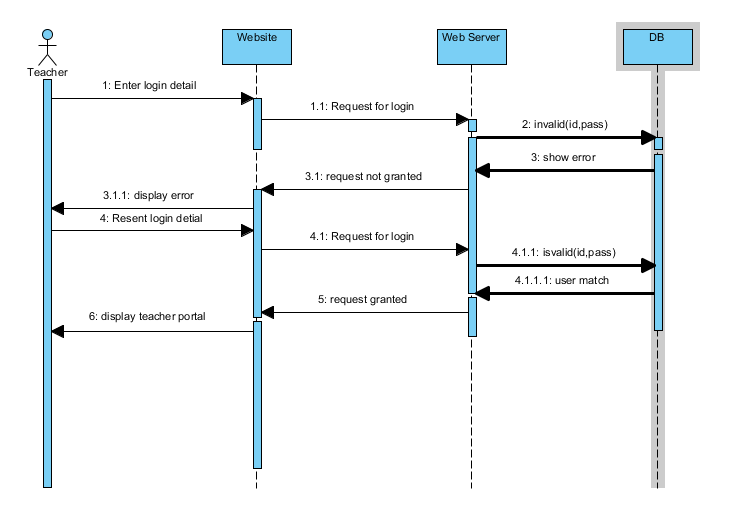 Website
Web Server
DB
Teacher
1: Enter login detail
1.1: Request for login
2: invalid(id,pass)
3: show error
3.1: request not granted
3.1.1: display error
4: Resent login detial
4.1: Request for login
4.1.1: isvalid(id,pass)
4.1.1.1: user match
5: request granted
6: display teacher portal